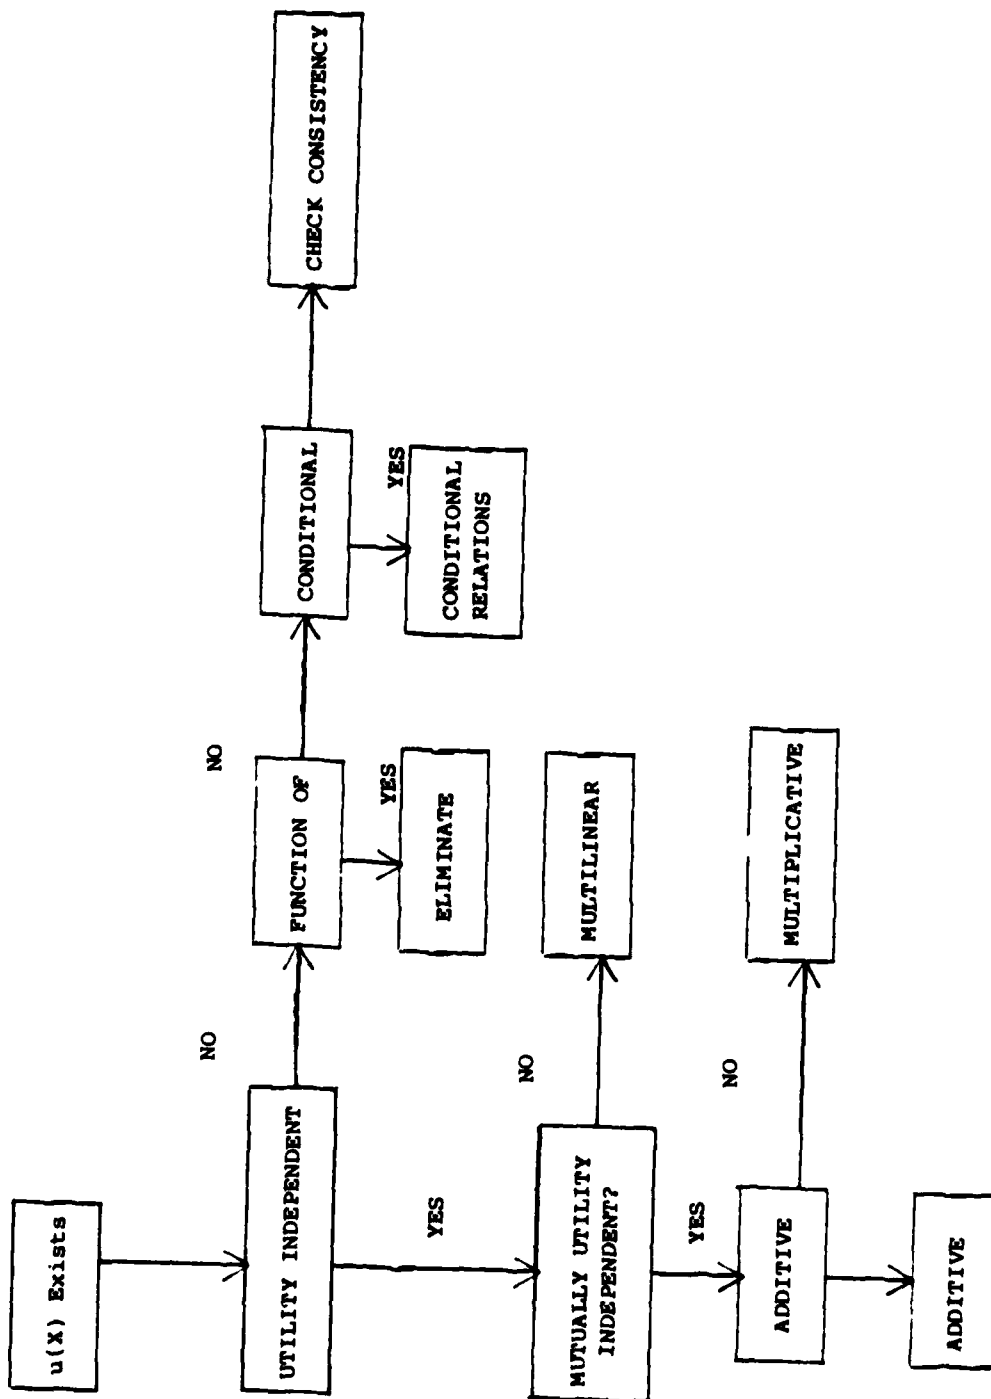 u(X) Exists
UTILITY INDEPENDENT
NO
FUNCTION OF
NO
CONDITIONAL
CHECK CONSISTENCY
YES
ELIMINATE
YES
CONDITIONAL
RELATIONS
YES
MUTUALLY UTILITY
INDEPENDENT?
NO
MULTILINEAR
YES
ADDITIVE
NO
MULTIPLICATIVE
ADDITIVE